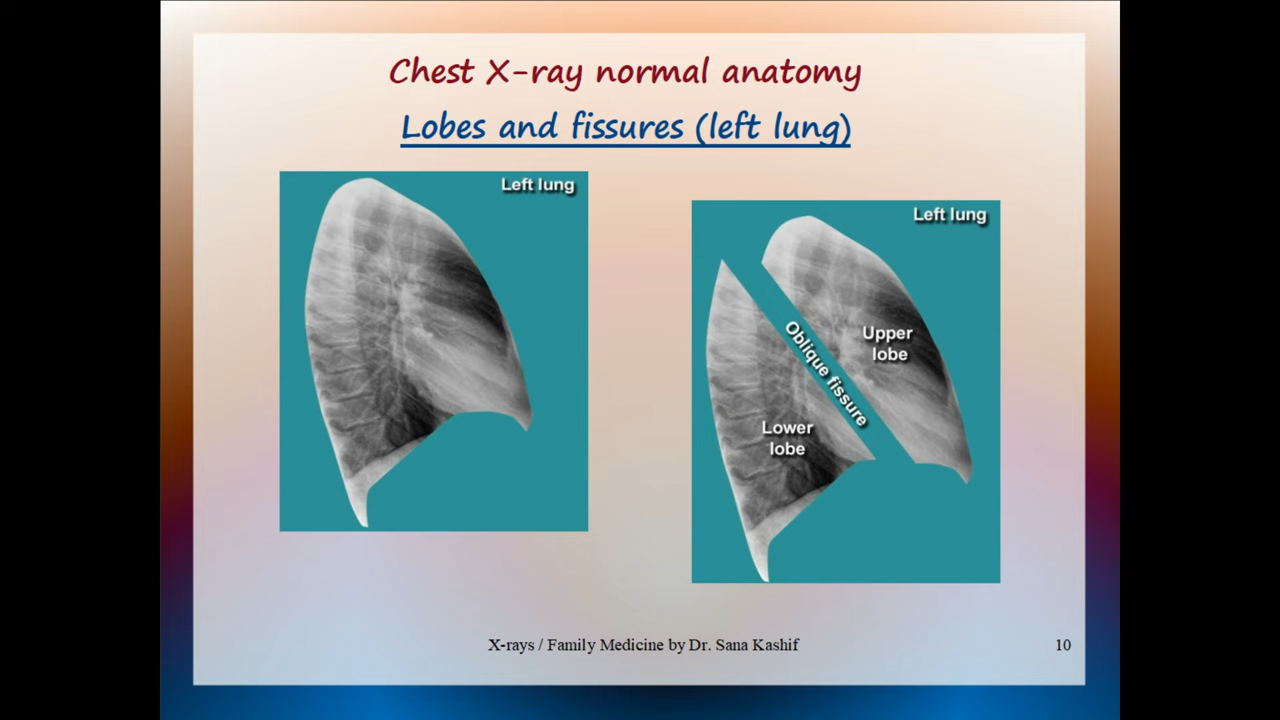 Chest X-ray normal anatomy
Lobes and fissures (left lung)
Left lung
Left lung
Upper
lobe
Oblique fissure
Lower
lobe
X-rays / Family Medicine by Dr. Sana Kashif
10